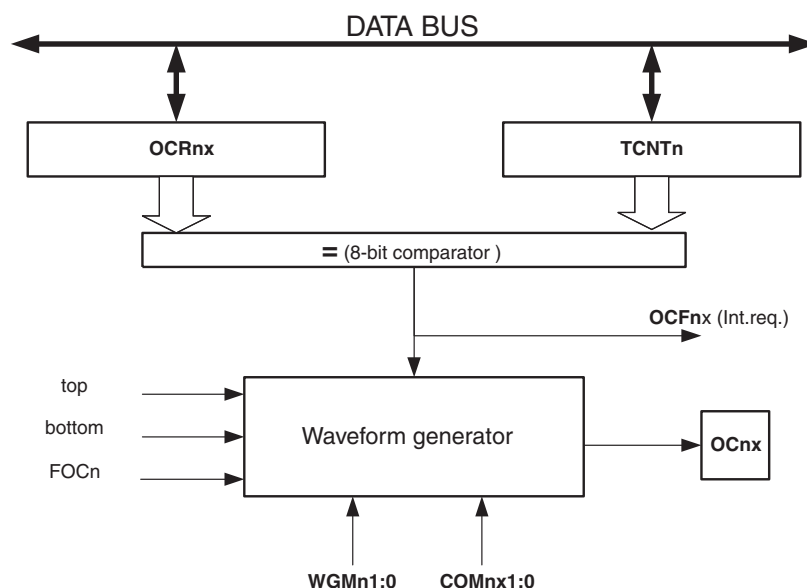 DATA BUS
OCRnx
TCNTn
= (8-bit comparator )
OCFnx (Int.req.)
top
bottom
FOCn
Waveform generator
OCnx
WGMn1:0
COMnx1:0